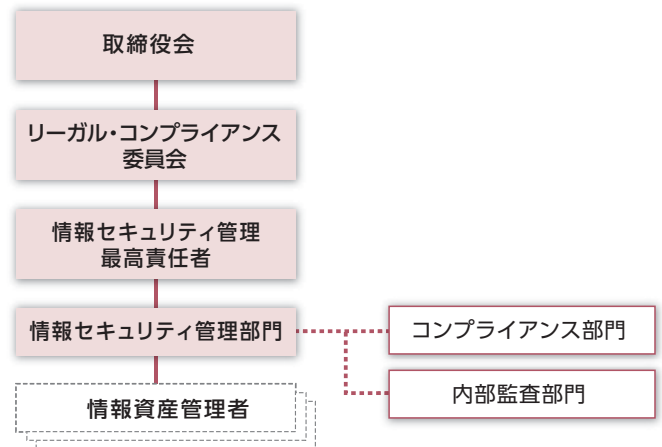 取締役会
リーガル・コンプライアンス
委員会
情報セキュリティ管理
最高責任者
情報セキュリティ管理部門
コンプライアンス部門
内部監査部門
情報資産管理者